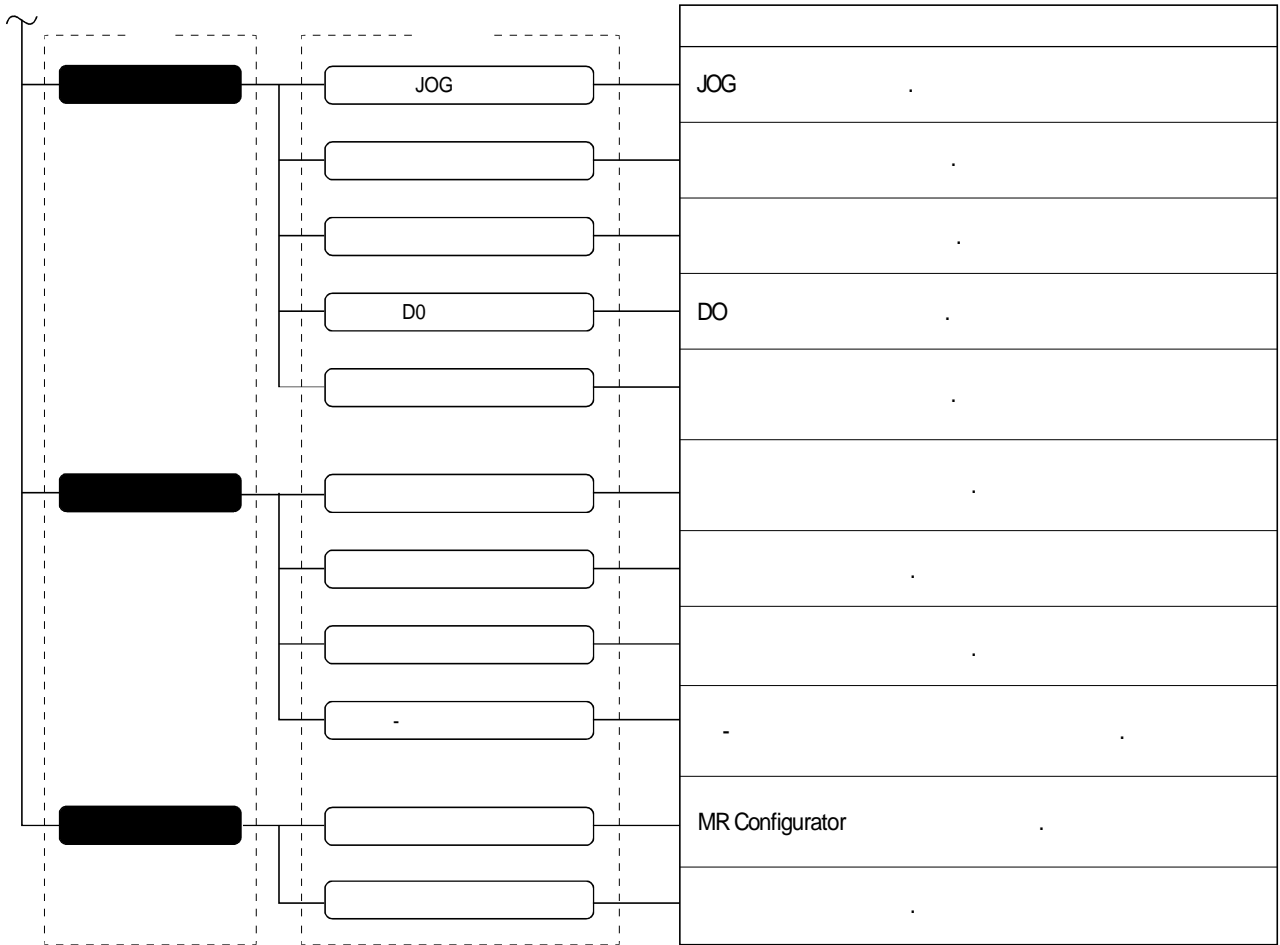 JOG
JOG .
.
.
D0
DO .
.
.
.
.
-
- .
MR Configurator .
.